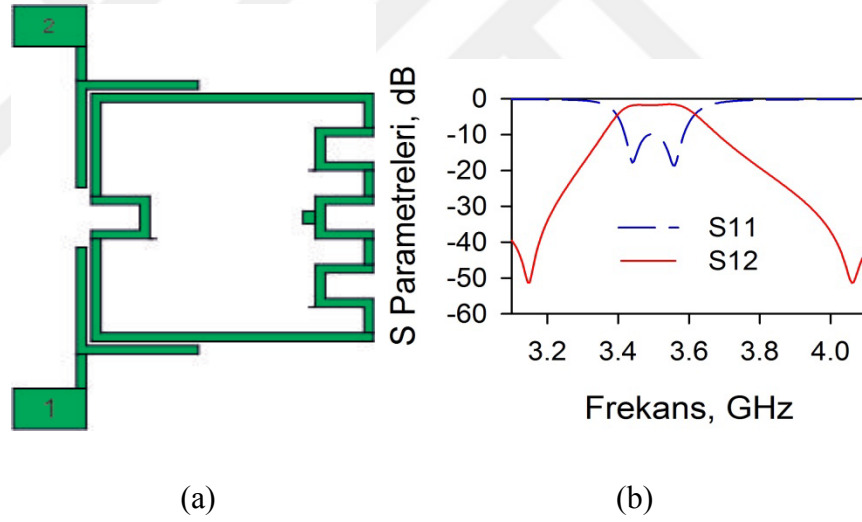 2
1
S Parametreleri, dB
0
-10
-20
-30
-40
-50
-60
S11
S12
3.2 3.4 3.6 3.8 4.0
Frekans, GHz
(a) (b)